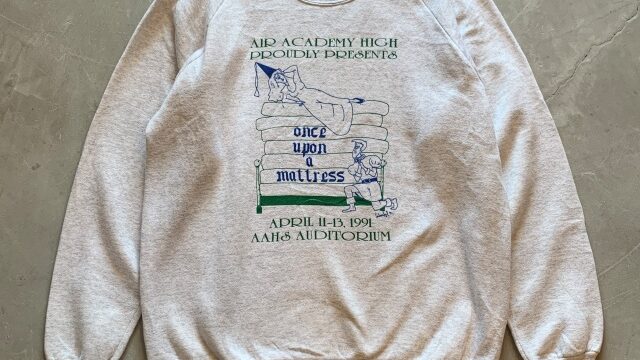 AIR ACADEMY HIGH
PROUDLY PRESENTS
once
upon
a
mattress
APRIL 11-13, 1991
AAHS AUDITORIUM